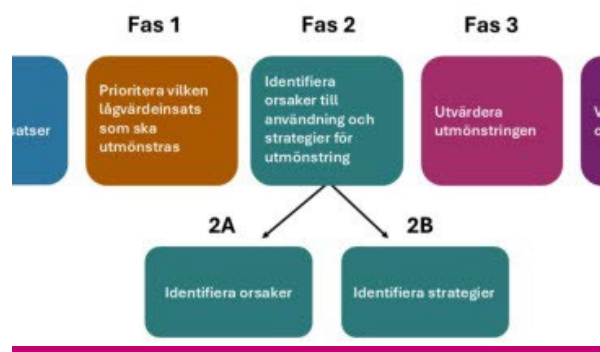 Fas 1
Fas 2
Fas 3
satser
Prioritera vilken
lågvärdeinsats
som ska
utmönstras
Identifiera
orsaker till
användning och
strategier för
utmönstring
Utvärdera
utmönstringen
V
2A
2B
Identifiera orsaker
Identifiera strategier